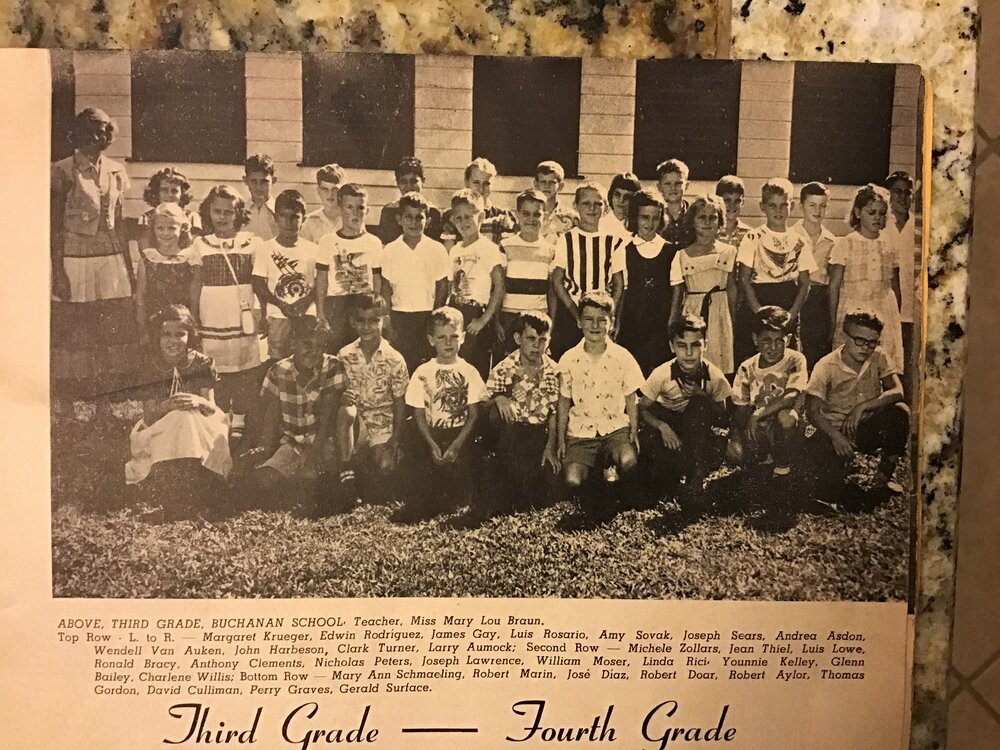 ABOVE, THIRD GRADE, BUCHANAN SCHOOL. Teacher, Miss Mary Lou Braun.
Top Row - L. to R. — Margaret Krueger, Edwin Rodriguez, James Gay, Luis Rosario, Amy Sovak, Joseph Sears, Andrea Asdon,
Wendell Van Auken, John Harbeson, Clark Turner, Larry Aumock; Second Row — Michele Zollars, Jean Thiel, Luis Lowe,
Ronald Bracy, Anthony Clements, Nicholas Peters, Joseph Lawrence, William Moser, Linda Rici, Younnie Kelley, Glenn
Bailey, Charlene Willis; Bottom Row — Mary Ann Schmaeling, Robert Marin, José Diaz, Robert Doar, Robert Aylor, Thomas
Gordon, David Culliman, Perry Graves, Gerald Surface.
Third Grade — Fourth Grade